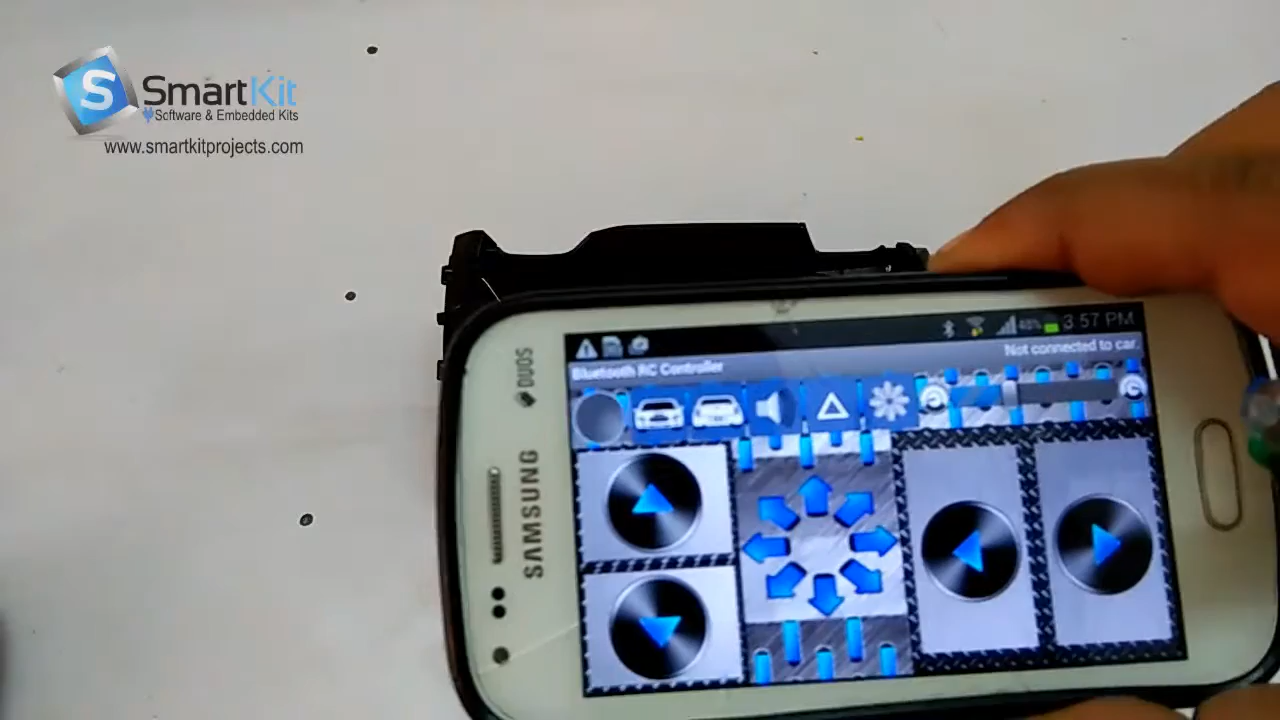 SmartKit
Software & Embedded Kits
www.smartkitprojects.com
48% 3:57 PM
Not connected to car.
Bluetooth RC Controller
DUOS
SAMSUNG